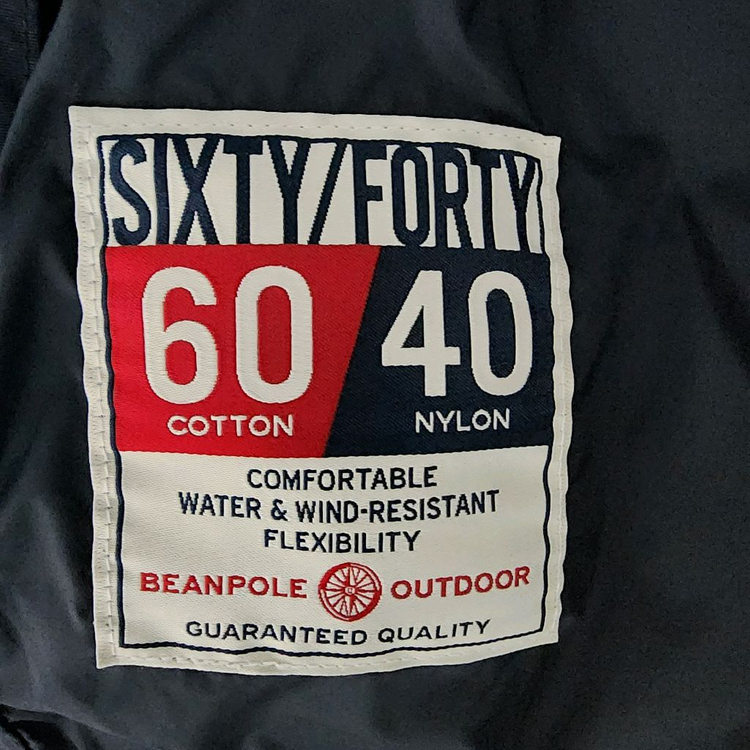 SIXTY/FORTY
60 40
COTTON NYLON
COMFORTABLE
WATER & WIND-RESISTANT
FLEXIBILITY
BEANPOLE OUTDOOR
GUARANTEED QUALITY